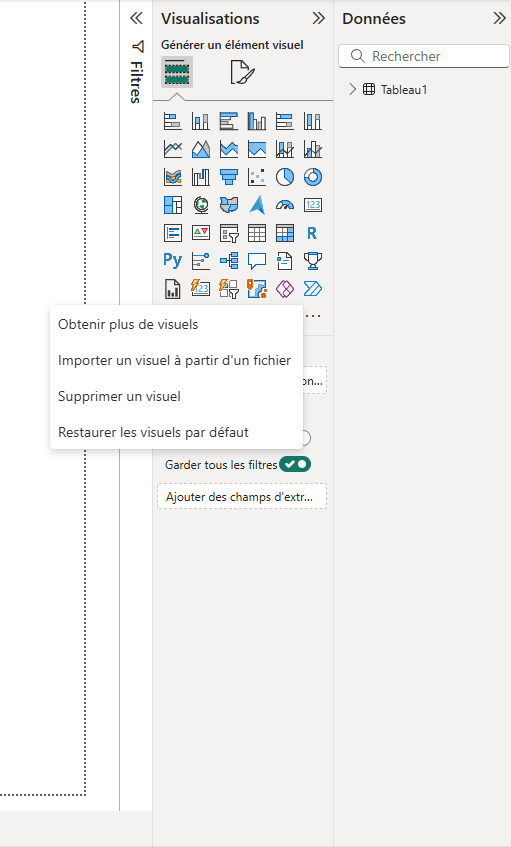 Visualisations
Données
Générer un élément visuel
Filtres
Rechercher
Tableau1
123
R
Py
123
...
Obtenir plus de visuels
Importer un visuel à partir d'un fichier
Supprimer un visuel
Restaurer les visuels par défaut
on...
Garder tous les filtres
Ajouter des champs d'extr...